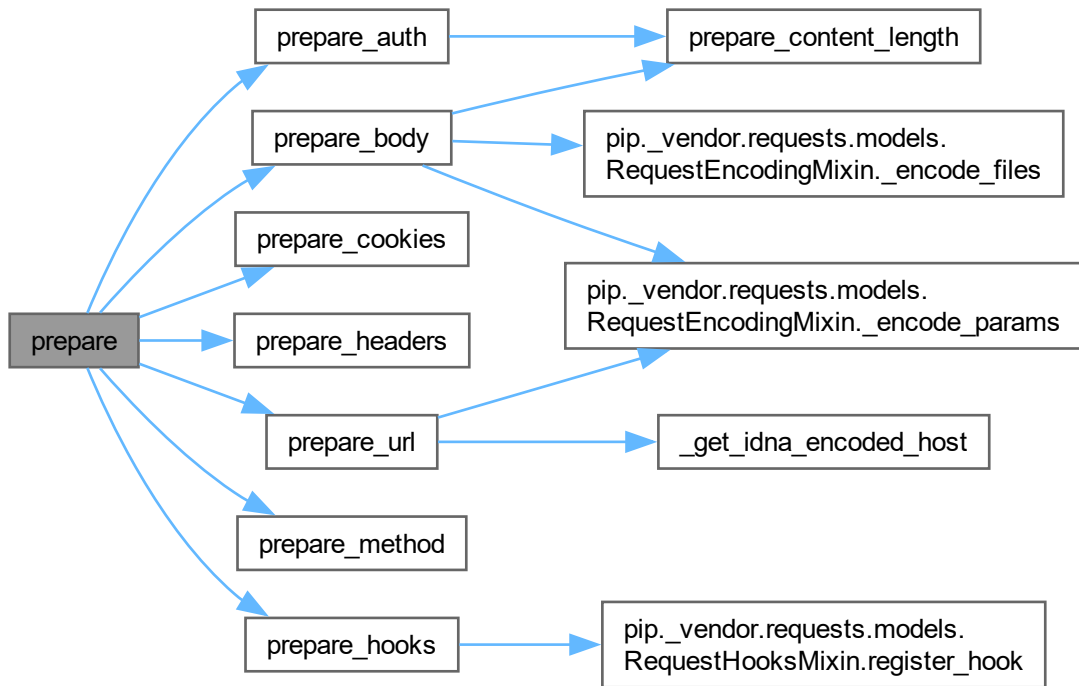 prepare_auth
prepare_content_length
prepare_body
pip._vendor.requests.models.
RequestEncodingMixin._encode_files
prepare_cookies
pip._vendor.requests.models.
RequestEncodingMixin._encode_params
prepare
prepare_headers
prepare_url
_get_idna_encoded_host
prepare_method
prepare_hooks
pip._vendor.requests.models.
RequestHooksMixin.register_hook